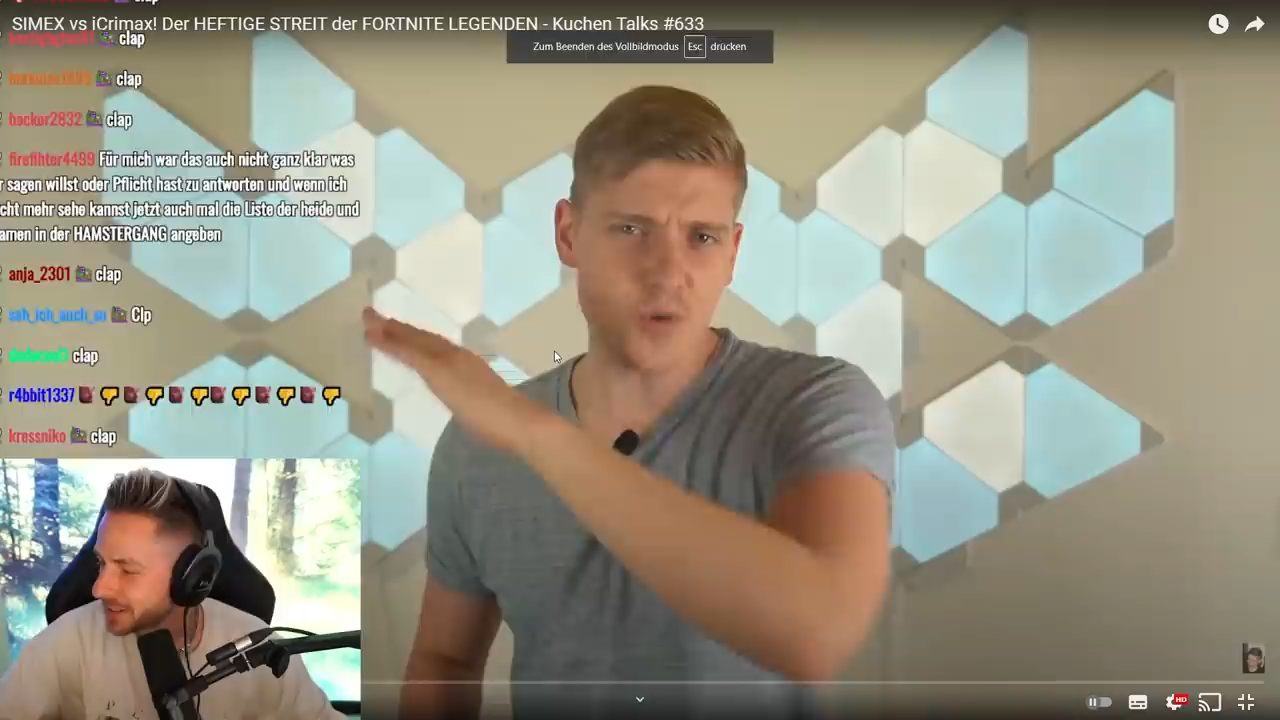 SIMEX vs iCrimax! Der HEFTIGE STREIT der FORTNITE LEGENDEN - Kuchen Talks #633
Zum Beenden des Vollbildmodus Esc drücken
clap
clap
hackor2832 clap
firefihter4499 Für mich war das auch nicht ganz klar was
r sagen willst oder Pflicht hast zu antworten und wenn ich
cht mehr sehe kannst jetzt auch mal die Liste der heide und
amen in der HAMSTERGANG angeben
anja_2301 clap
Clp
clap
r4bbit1337
kressniko clap
HD